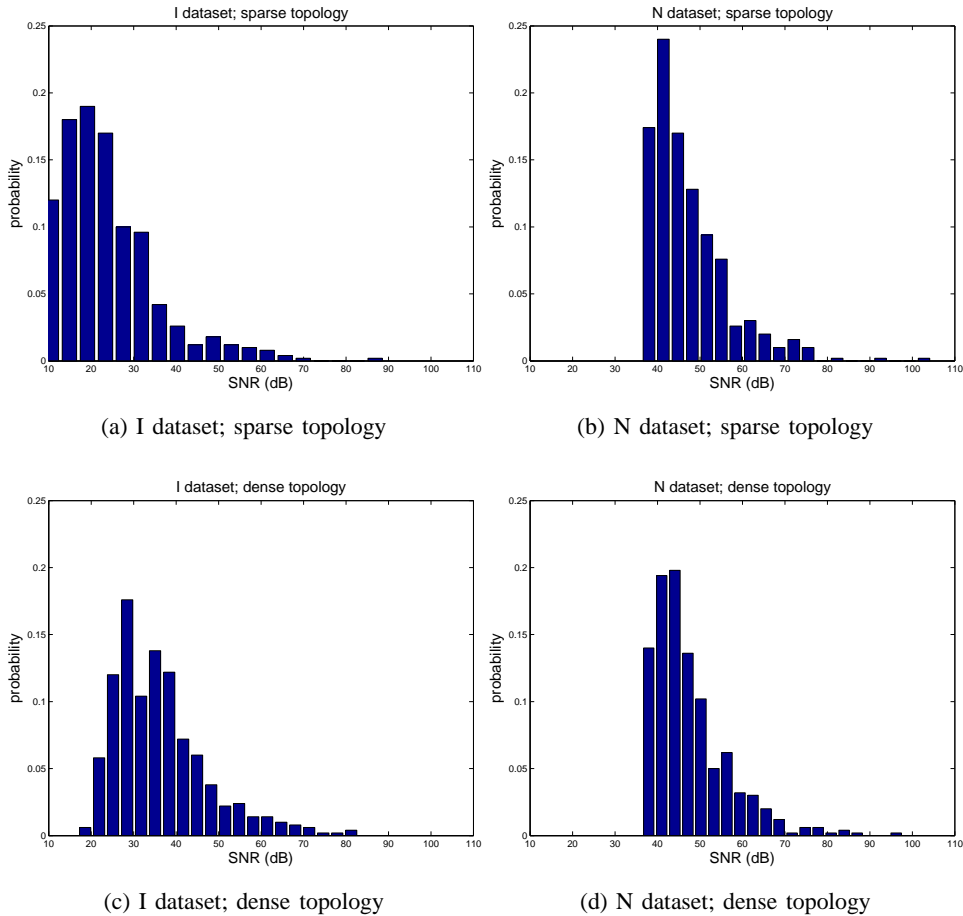 I dataset; sparse topology
0.25
0.2
0.15
0.1
0.05
0
probability
10 20 30 40 50 60 70 80 90 100 110
SNR (dB)
(a) I dataset; sparse topology
N dataset; sparse topology
0.25
0.2
0.15
0.1
0.05
0
probability
10 20 30 40 50 60 70 80 90 100 110
SNR (dB)
(b) N dataset; sparse topology
I dataset; dense topology
0.25
0.2
0.15
0.1
0.05
0
probability
10 20 30 40 50 60 70 80 90 100 110
SNR (dB)
(c) I dataset; dense topology
N dataset; dense topology
0.25
0.2
0.15
0.1
0.05
0
probability
10 20 30 40 50 60 70 80 90 100 110
SNR (dB)
(d) N dataset; dense topology